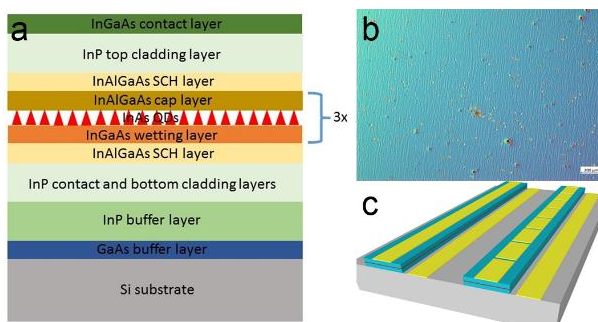 a
InGaAs contact layer
InP top cladding layer
InAlGaAs SCH layer
InAlGaAs cap layer
InAs QDs
InGaAs wetting layer
InAlGaAs SCH layer
InP contact and bottom cladding layers
InP buffer layer
GaAs buffer layer
Si substrate
3x
b
c